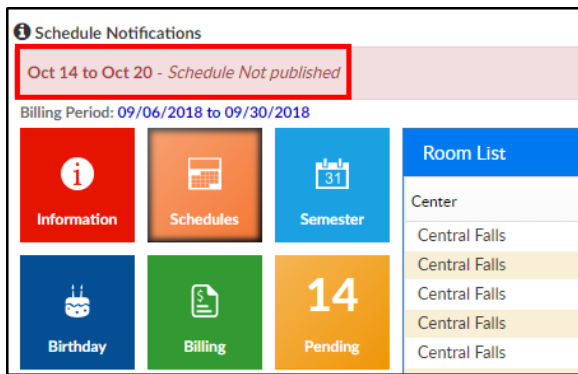 Schedule Notifications
Oct 14 to Oct 20 - Schedule Not published
Billing Period: 09/06/2018 to 09/30/2018
Information
Schedules
31
Semester
Birthday
$
Billing
14
Pending
Room List
Center
Central Falls
Central Falls
Central Falls
Central Falls
Central Falls